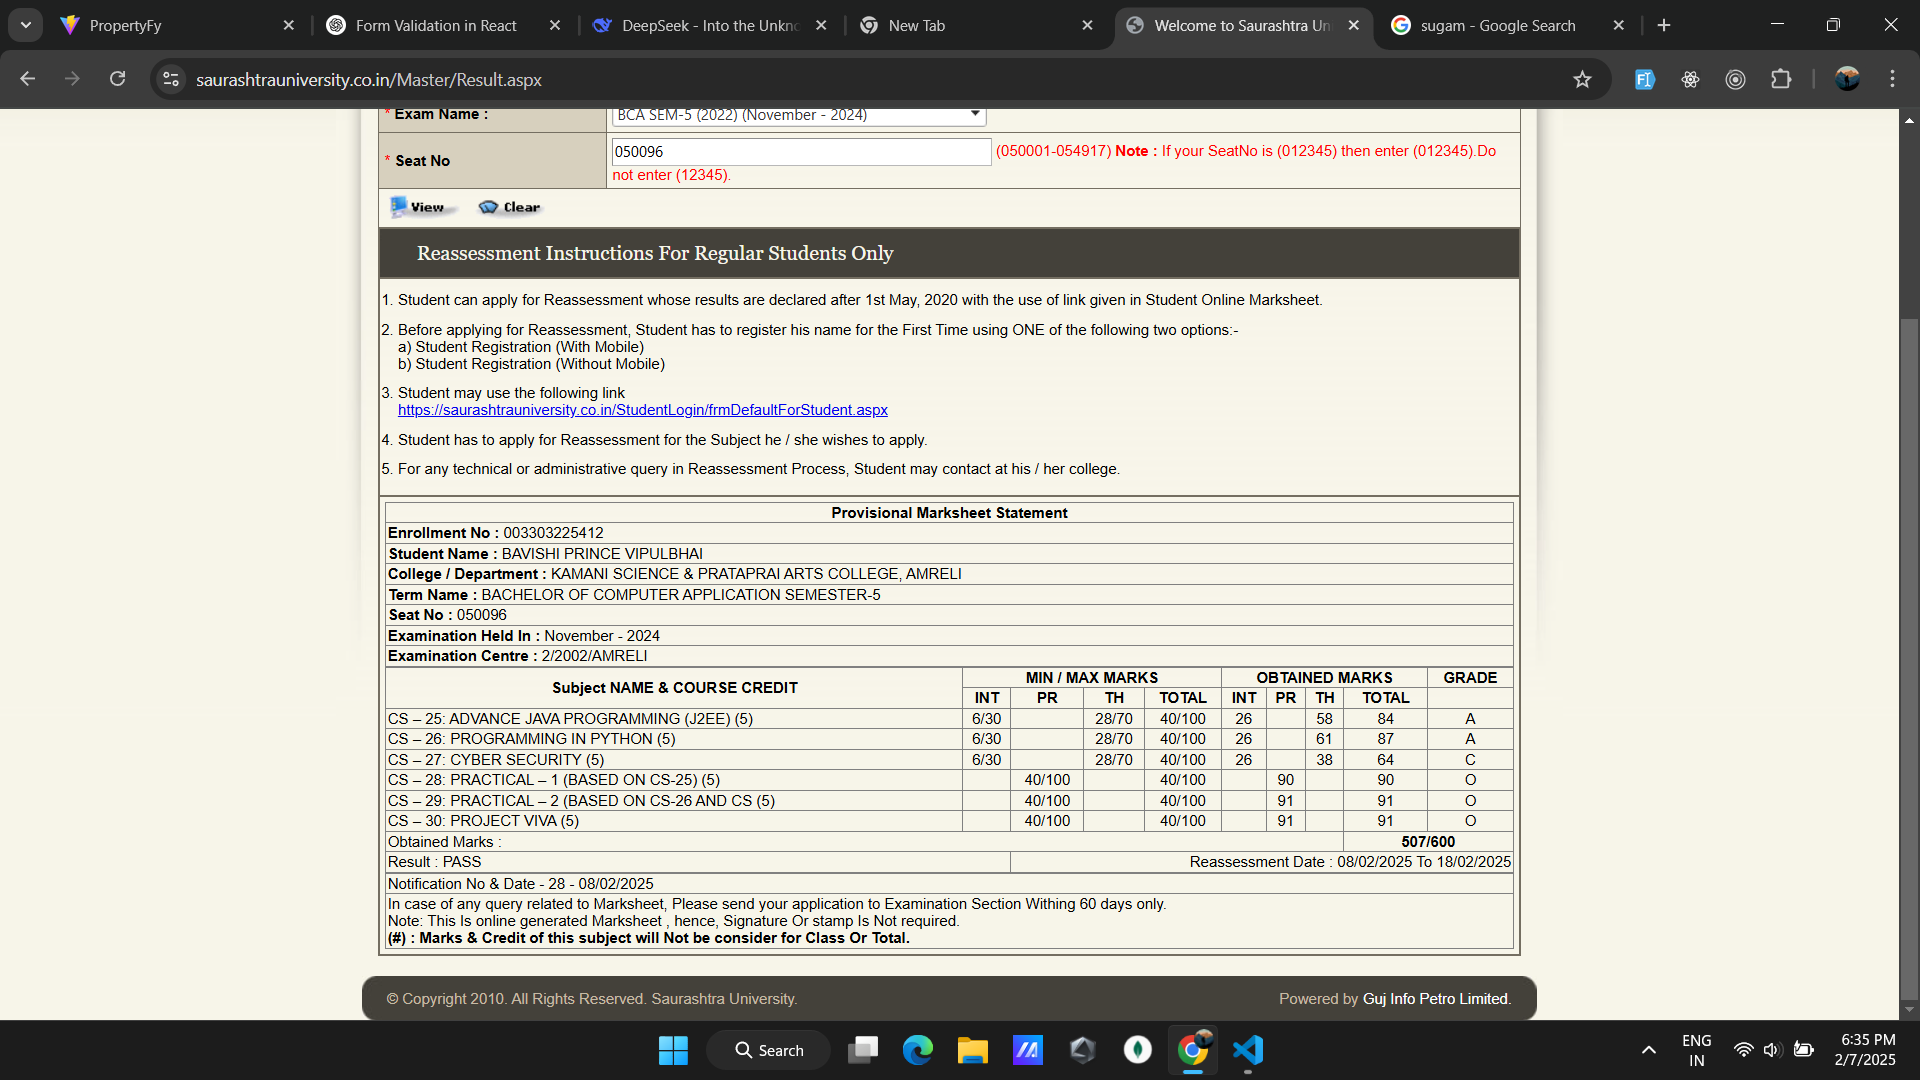 PropertyFy
Form Validation in React
DeepSeek - Into the Unkno
New Tab
Welcome to Saurashtra Un
sugam - Google Search
saurashtrauniversity.co.in/Master/Result.aspx
* Exam Name :
BCA SEM-5 (2022) (November - 2024)
* Seat No
050096
(050001-054917) Note : If your SeatNo is (012345) then enter (012345).Do
not enter (12345).
View Clear
Reassessment Instructions For Regular Students Only
1. Student can apply for Reassessment whose results are declared after 1st May, 2020 with the use of link given in Student Online Marksheet.
2. Before applying for Reassessment, Student has to register his name for the First Time using ONE of the following two options:-
a) Student Registration (With Mobile)
b) Student Registration (Without Mobile)
3. Student may use the following link
https://saurashtrauniversity.co.in/StudentLogin/frmDefaultForStudent.aspx
4. Student has to apply for Reassessment for the Subject he / she wishes to apply.
5. For any technical or administrative query in Reassessment Process, Student may contact at his / her college.
Provisional Marksheet Statement
Enrollment No : 003303225412
Student Name : BAVISHI PRINCE VIPULBHAI
College / Department : KAMANI SCIENCE & PRATAPRAI ARTS COLLEGE, AMRELI
Term Name : BACHELOR OF COMPUTER APPLICATION SEMESTER-5
Seat No : 050096
Examination Held In : November - 2024
Examination Centre : 2/2002/AMRELI
Subject NAME & COURSE CREDIT MIN / MAX MARKS OBTAINED MARKS GRADE
INT PR TH TOTAL INT PR TH TOTAL
CS – 25: ADVANCE JAVA PROGRAMMING (J2EE) (5) 6/30 28/70 40/100 26 58 84 A
CS – 26: PROGRAMMING IN PYTHON (5) 6/30 28/70 40/100 26 61 87 A
CS – 27: CYBER SECURITY (5) 6/30 28/70 40/100 26 38 64 C
CS – 28: PRACTICAL – 1 (BASED ON CS-25) (5) 40/100 40/100 90 90 O
CS – 29: PRACTICAL – 2 (BASED ON CS-26 AND CS (5) 40/100 40/100 91 91 O
CS – 30: PROJECT VIVA (5) 40/100 40/100 91 91 O
Obtained Marks : 507/600
Result : PASS Reassessment Date : 08/02/2025 To 18/02/2025
Notification No & Date - 28 - 08/02/2025
In case of any query related to Marksheet, Please send your application to Examination Section Withing 60 days only.
Note: This Is online generated Marksheet , hence, Signature Or stamp Is Not required.
(#) : Marks & Credit of this subject will Not be consider for Class Or Total.
© Copyright 2010. All Rights Reserved. Saurashtra University.
Powered by Guj Info Petro Limited.
Search
ENG
IN
6:35 PM
2/7/2025